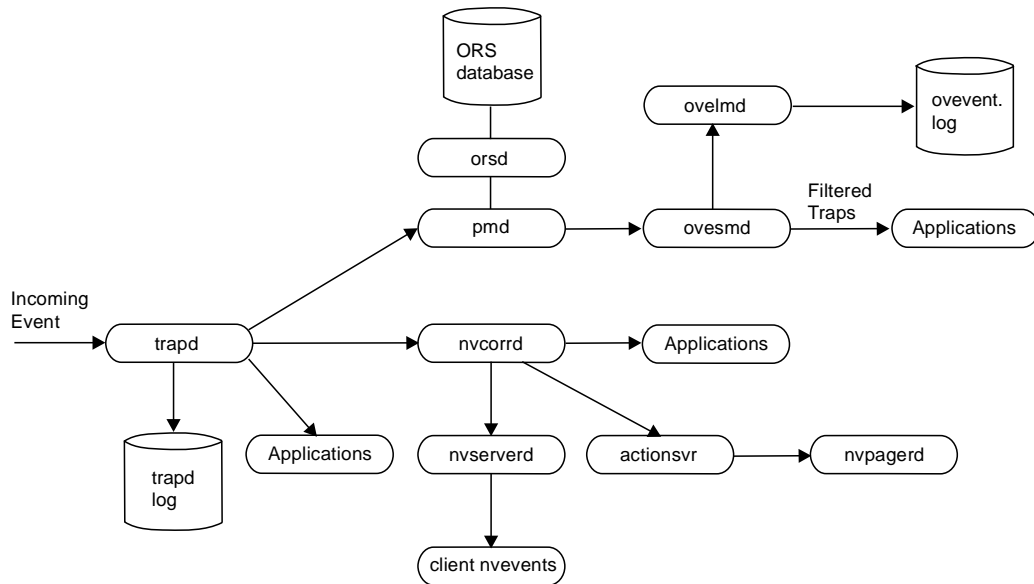 ORS
database
ovelmd
ovevent.
log
orsd
Filtered
Traps
pmd
ovesmd
Applications
Incoming
Event
trapd
nvcorrd
Applications
trapd
log
Applications
nvserverd
actionsvr
nvpagerd
client nvevents